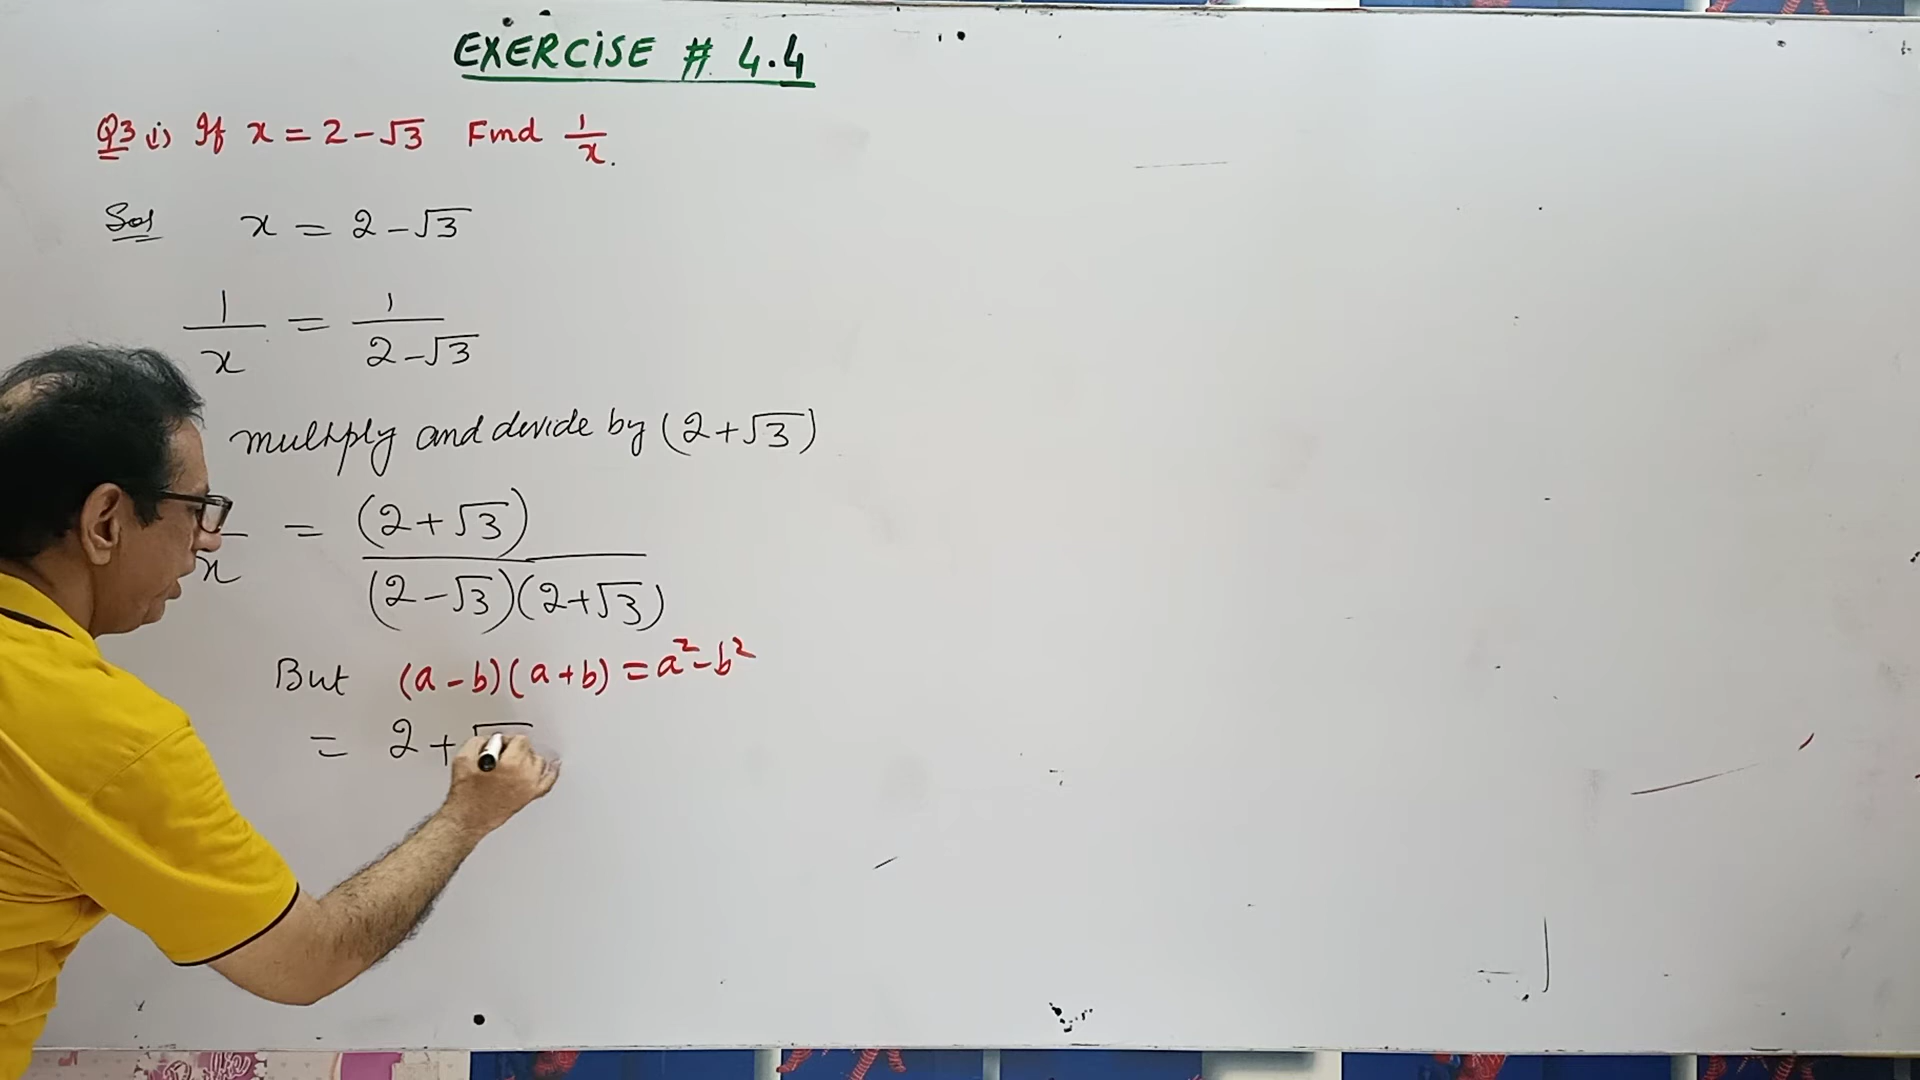 EXERCISE # 4.4
Q3 i) If x = 2 - √3 Find 1/x.
Sol x = 2 - √3
1/x = 1/(2 - √3)
multiply and divide by (2 + √3)
x = (2 + √3)/((2 - √3)(2 + √3))
But (a - b)(a + b) = a² - b²
= 2 + √